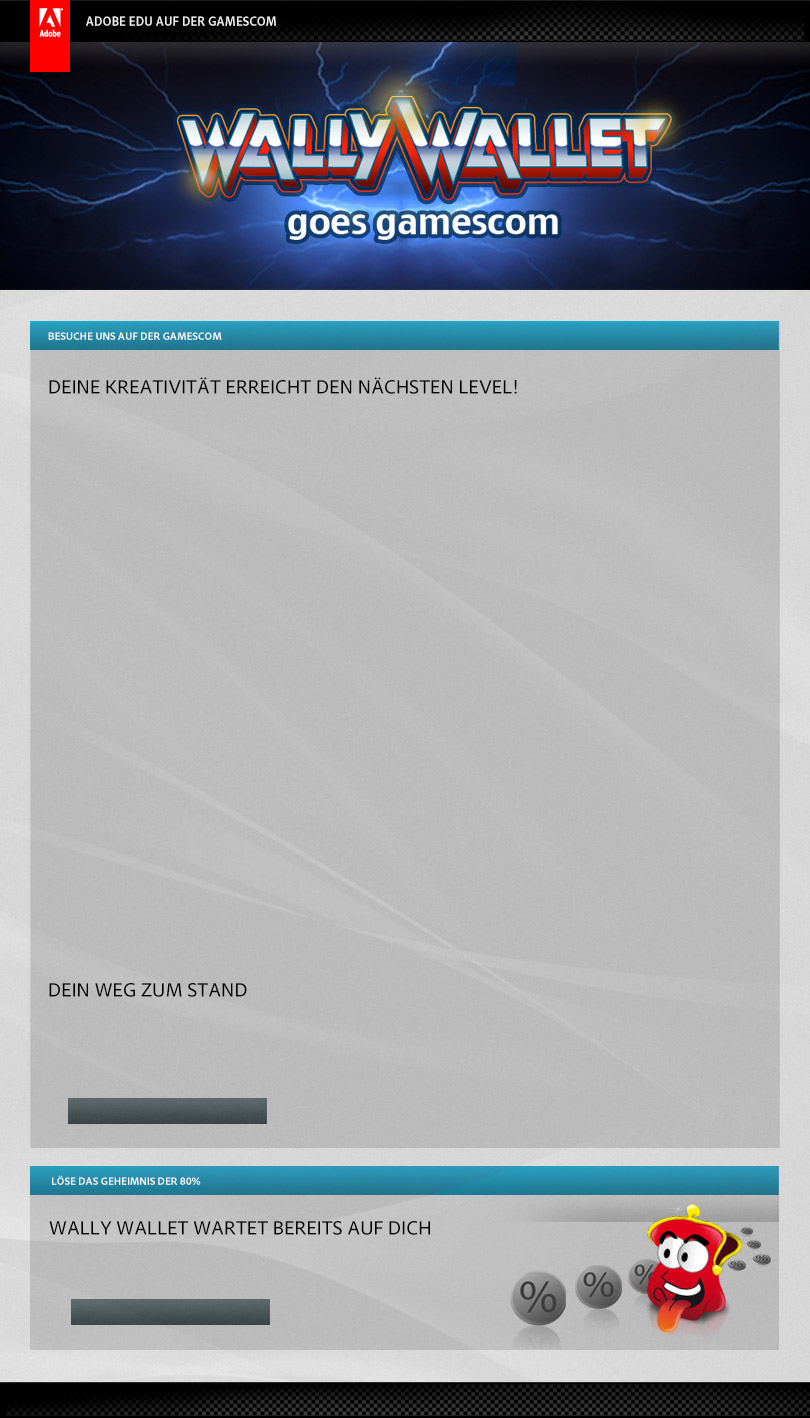 Adobe
ADOBE EDU AUF DER GAMESCOM
WALLY WALLET
goes gamescom
BESUCHE UNS AUF DER GAMESCOM
DEINE KREATIVITÄT ERREICHT DEN NÄCHSTEN LEVEL!
DEIN WEG ZUM STAND
LÖSE DAS GEHEIMNIS DER 80%
WALLY WALLET WARTET BEREITS AUF DICH
% % %